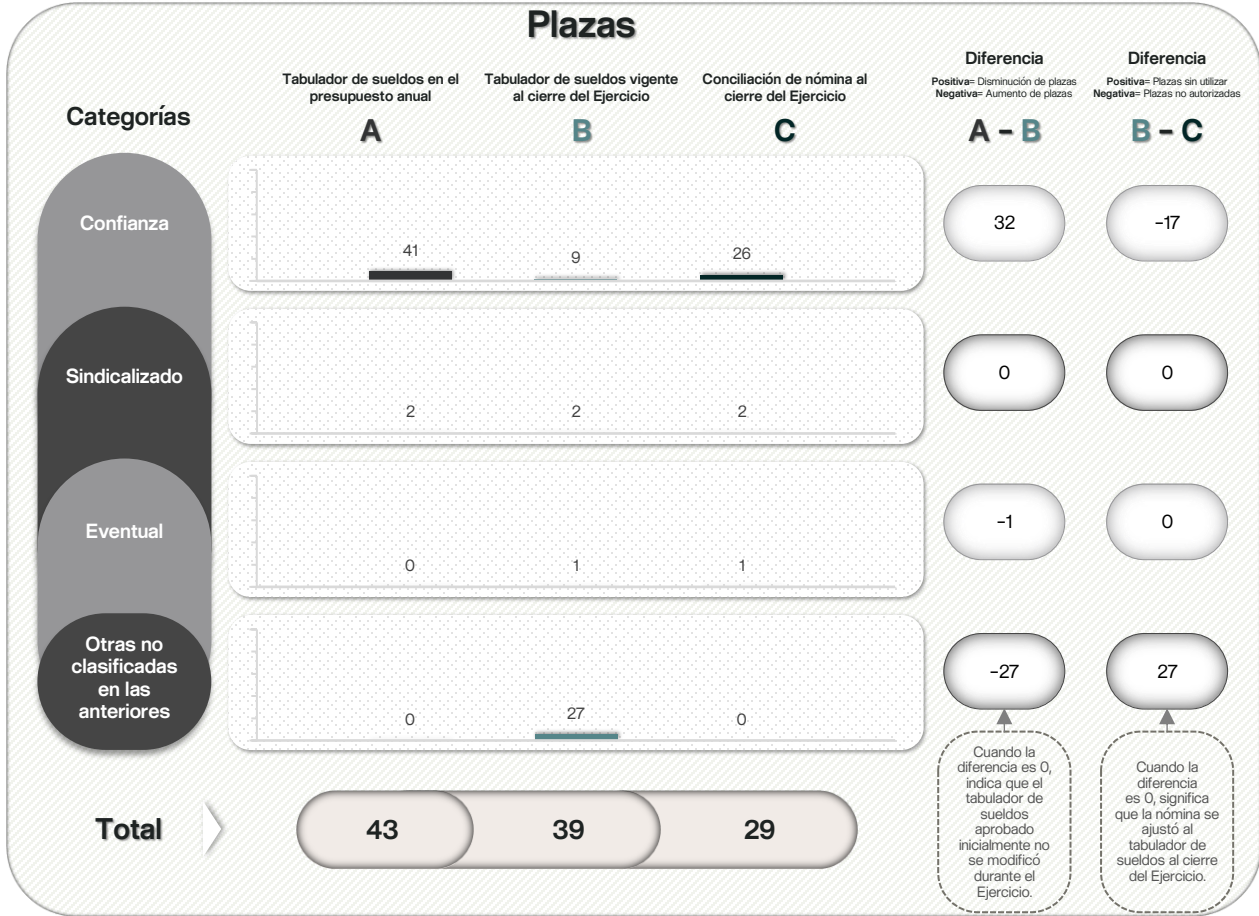 Plazas
Categorías
Tabulador de sueldos en el
presupuesto anual
A
Tabulador de sueldos vigente
al cierre del Ejercicio
B
Conciliación de nómina al
cierre del Ejercicio
C
Diferencia
Positiva= Disminución de plazas
Negativa= Aumento de plazas
A – B
Diferencia
Positiva= Plazas sin utilizar
Negativa= Plazas no autorizadas
B – C
Confianza
41
9
26
32
-17
Sindicalizado
2
2
2
0
0
Eventual
0
1
1
-1
0
Otras no
clasificadas
en las
anteriores
0
27
0
-27
27
Total
43
39
29
Cuando la
diferencia es 0,
indica que el
tabulador de
sueldos
aprobado
inicialmente no
se modificó
durante el
Ejercicio.
Cuando la
diferencia
es 0, significa
que la nómina se
ajustó al
tabulador de
sueldos al cierre
del Ejercicio.